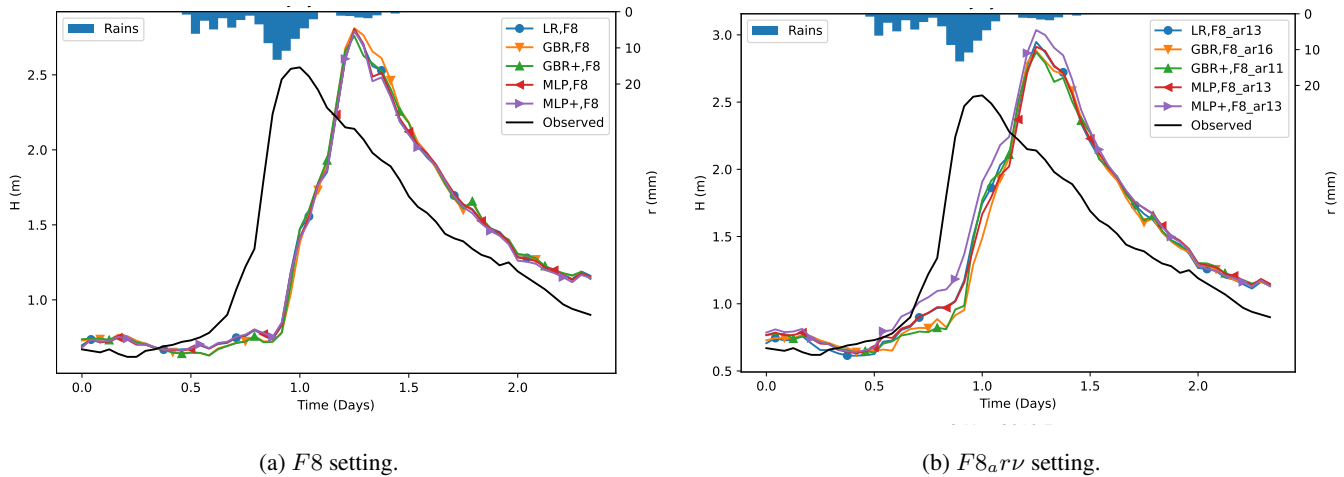 Rains
LR,F8
GBR,F8
GBR+,F8
MLP,F8
MLP+,F8
Observed
H (m)
2.5
2.0
1.5
1.0
0
10
20
r (mm)
0.0
0.5
1.0
1.5
2.0
Time (Days)
(a) F8 setting.
Rains
LR,F8_ar13
GBR,F8_ar16
GBR+,F8_ar11
MLP,F8_ar13
MLP+,F8_ar13
Observed
H (m)
3.0
2.5
2.0
1.5
1.0
0.5
0
10
20
r (mm)
0.0
0.5
1.0
1.5
2.0
Time (Days)
(b) F8ₐrν setting.